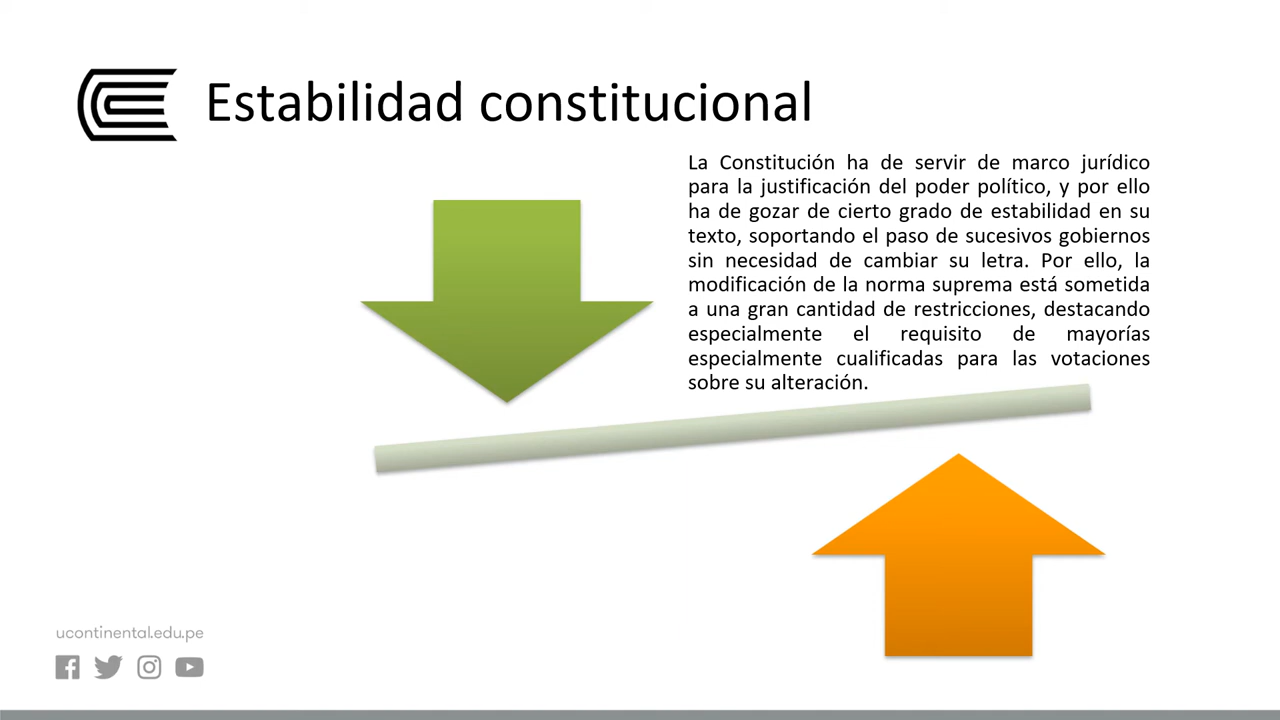 Estabilidad constitucional
La Constitución ha de servir de marco jurídico
para la justificación del poder político, y por ello
ha de gozar de cierto grado de estabilidad en su
texto, soportando el paso de sucesivos gobiernos
sin necesidad de cambiar su letra. Por ello, la
modificación de la norma suprema está sometida
a una gran cantidad de restricciones, destacando
especialmente el requisito de mayorías
especialmente cualificadas para las votaciones
sobre su alteración.
ucontinental.edu.pe